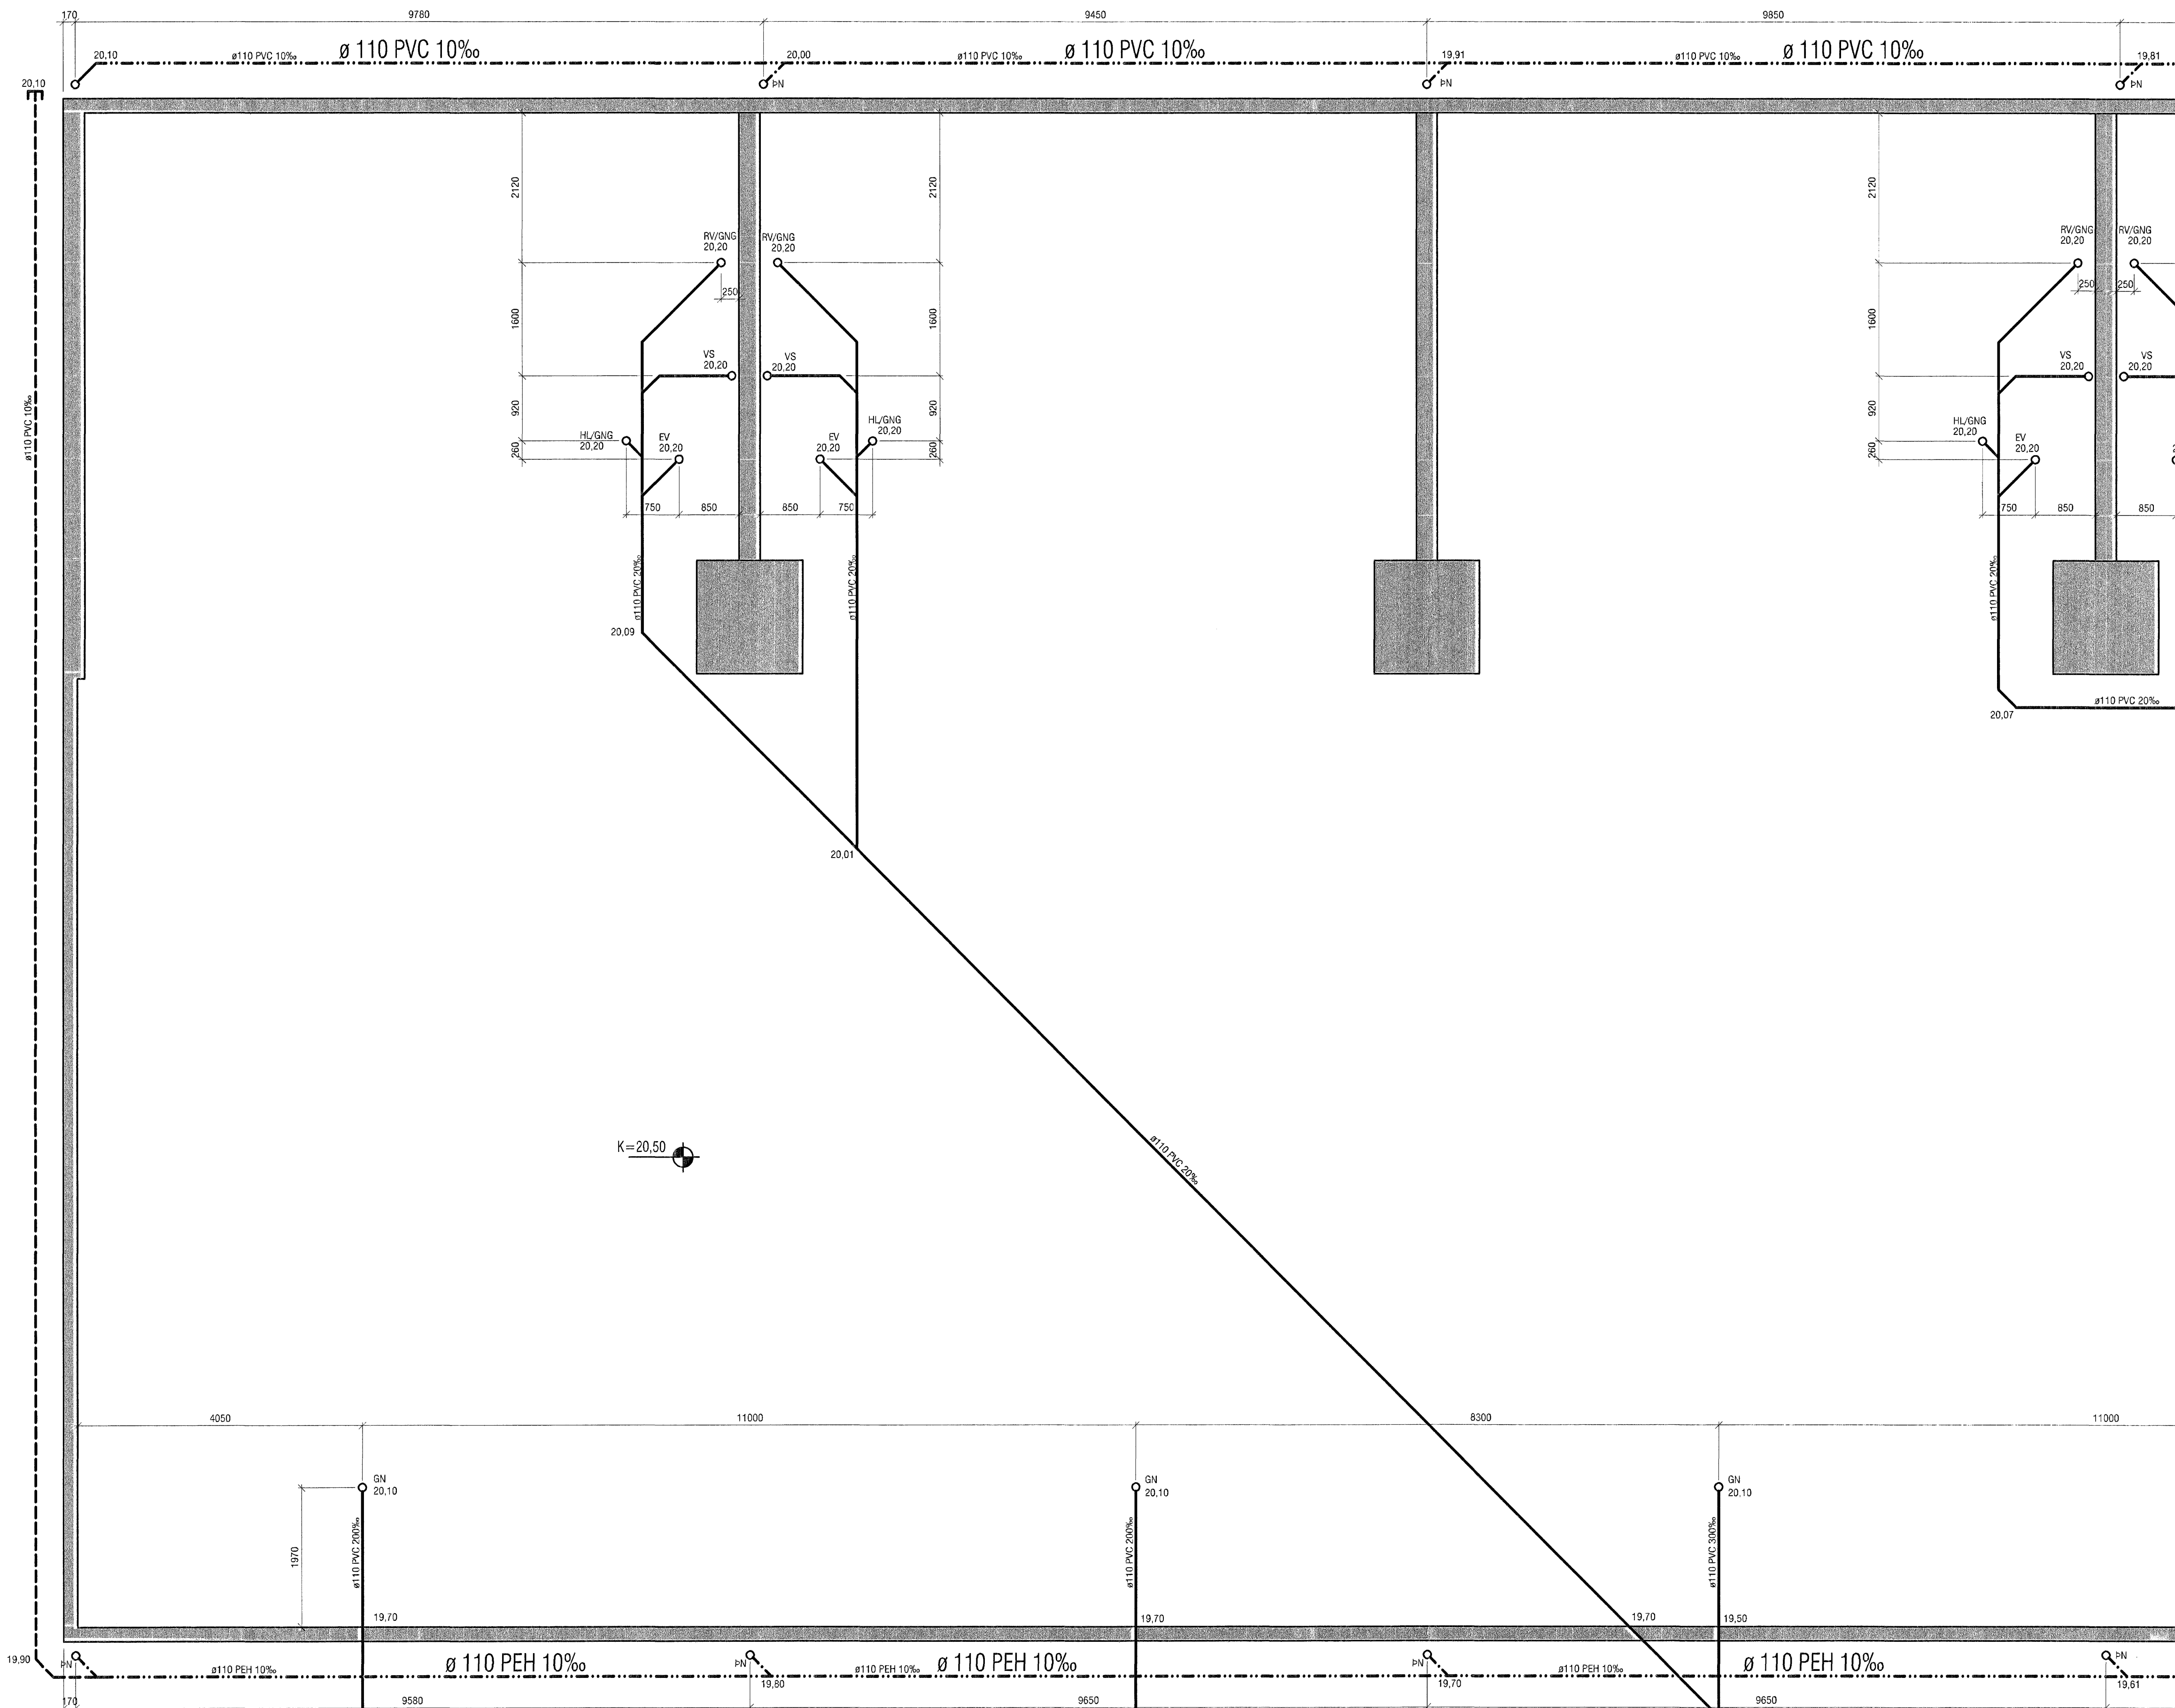 170 9780 9450 9850
20,10 ø110 PVC 10‰ ø 110 PVC 10‰ 20,00 ø110 PVC 10‰ ø 110 PVC 10‰ 19,91 ø110 PVC 10‰ ø 110 PVC 10‰ 19,81
20,10 ÞN ÞN ÞN
2120 2120 2120
RV/GNG RV/GNG RV/GNG RV/GNG
20,20 20,20 20,20 20,20
250 250 250
1600 1600 1600
VS VS VS VS
20,20 20,20 20,20 20,20
ø110 PVC 10‰
920 920 920
HL/GNG EV EV HL/GNG HL/GNG EV
20,20 20,20 20,20 20,20 20,20 20,20
260 260 260
750 850 850 750 750 850 850
ø110 PVC 20‰ ø110 PVC 20‰ ø110 PVC 20‰
20,09
ø110 PVC 20‰
20,07
20,01
K=20,50
ø110 PVC 20‰
4050 11000 8300 11000
GN GN GN
20,10 20,10 20,10
1970 ø110 PVC 200‰ ø110 PVC 200‰ ø110 PVC 300‰
19,70 19,70 19,70 19,50
19,90 ÞN ø110 PEH 10‰ ø 110 PEH 10‰ ÞN ø110 PEH 10‰ ø 110 PEH 10‰ ÞN ø110 PEH 10‰ ø 110 PEH 10‰ ÞN
19,80 19,70 19,61
170 9580 9650 9650